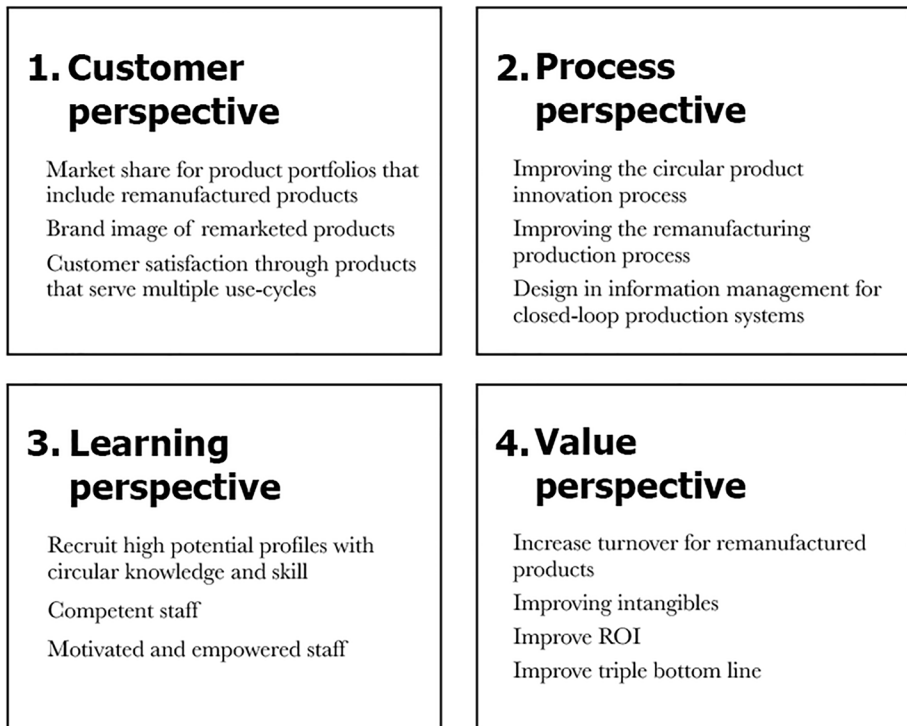 1. Customer
perspective
Market share for product portfolios that
include remanufactured products
Brand image of remarketed products
Customer satisfaction through products
that serve multiple use-cycles
2. Process
perspective
Improving the circular product
innovation process
Improving the remanufacturing
production process
Design in information management for
closed-loop production systems
3. Learning
perspective
Recruit high potential profiles with
circular knowledge and skill
Competent staff
Motivated and empowered staff
4. Value
perspective
Increase turnover for remanufactured
products
Improving intangibles
Improve ROI
Improve triple bottom line